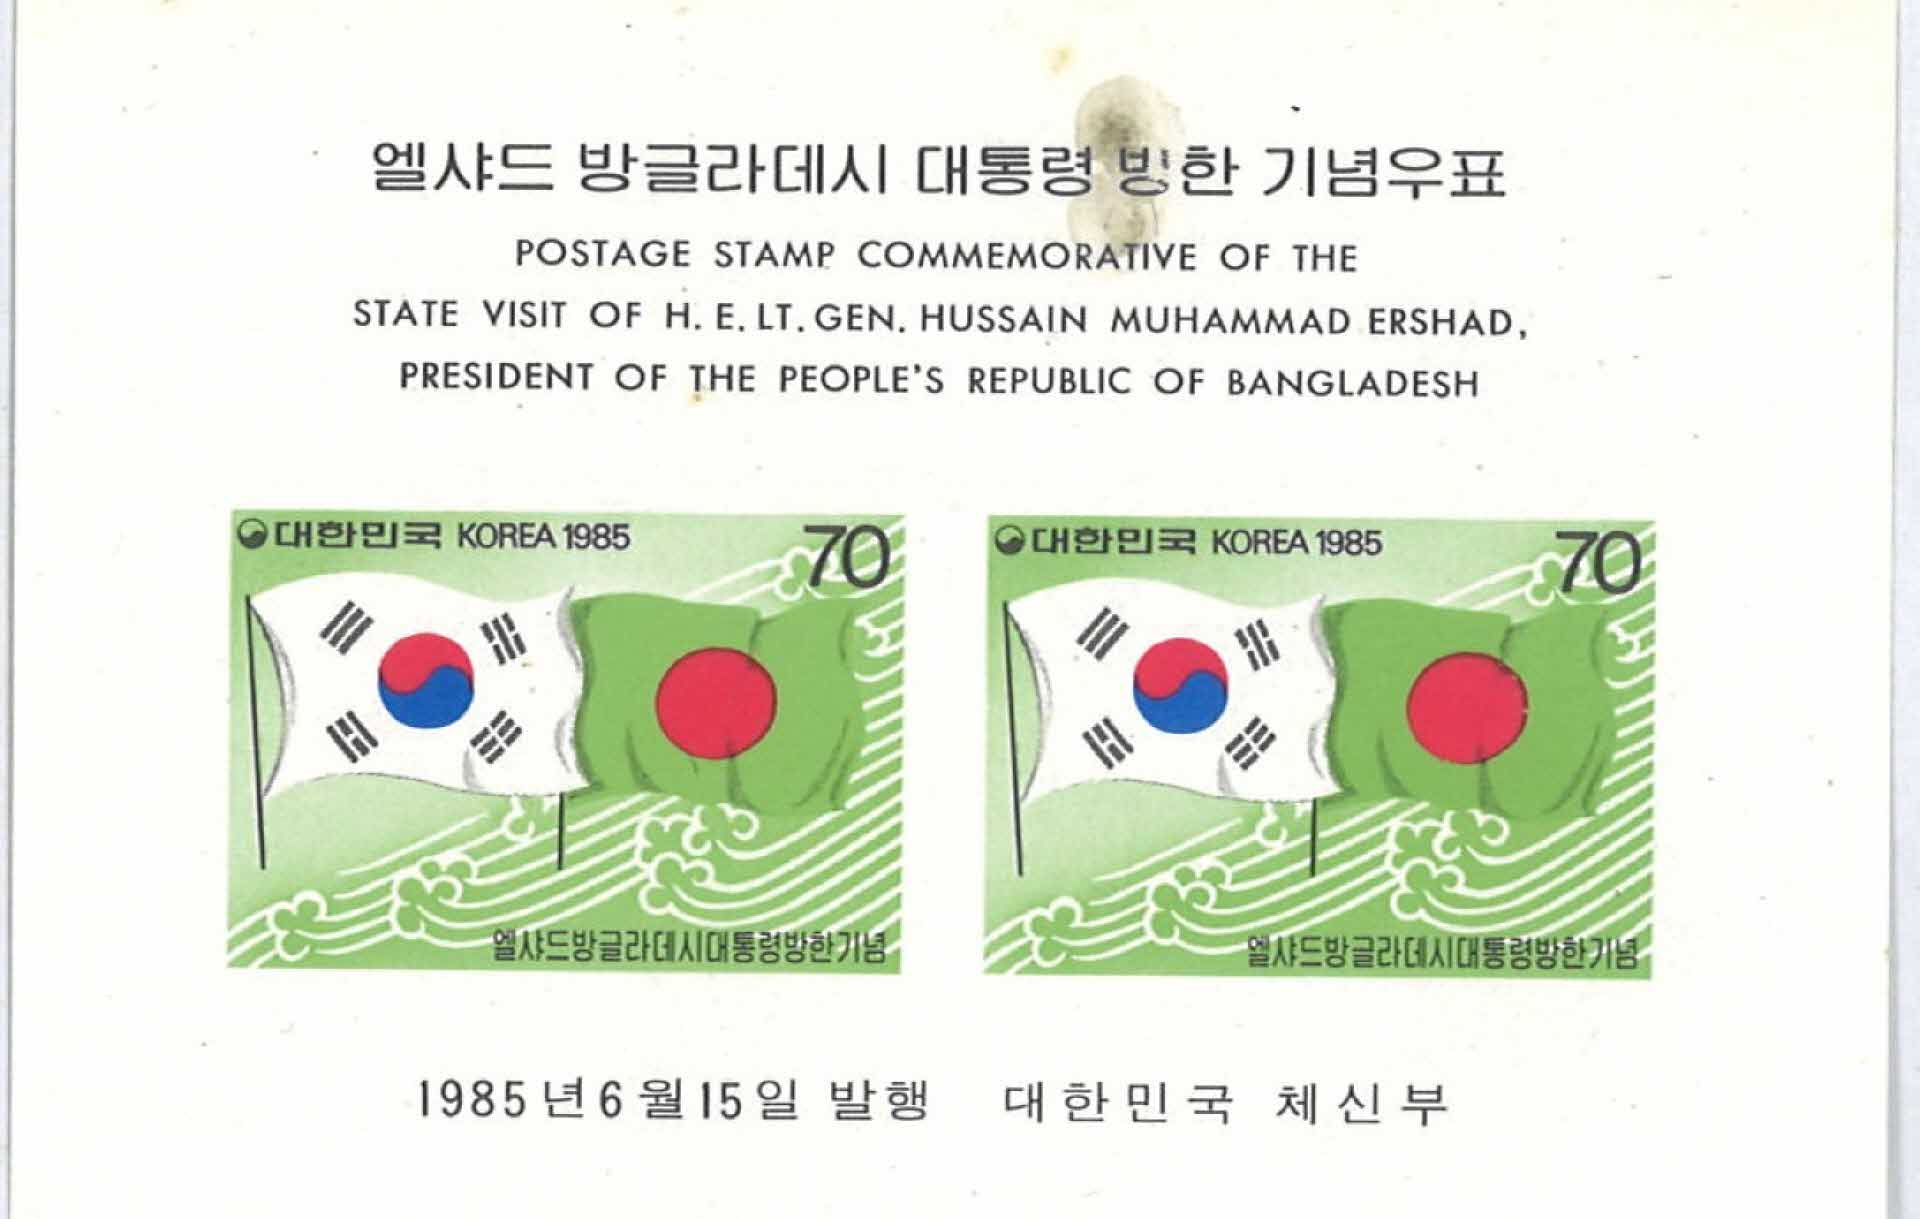 엘샤드 방글라데시 대통령 방한 기념우표
POSTAGE STAMP COMMEMORATIVE OF THE
STATE VISIT OF H. E. LT. GEN. HUSSAIN MUHAMMAD ERSHAD,
PRESIDENT OF THE PEOPLE'S REPUBLIC OF BANGLADESH
대한민국 KOREA 1985 70
엘샤드방글라데시대통령방한기념
대한민국 KOREA 1985 70
엘샤드방글라데시대통령방한기념
1985년 6월 15일 발행 대한민국 체신부